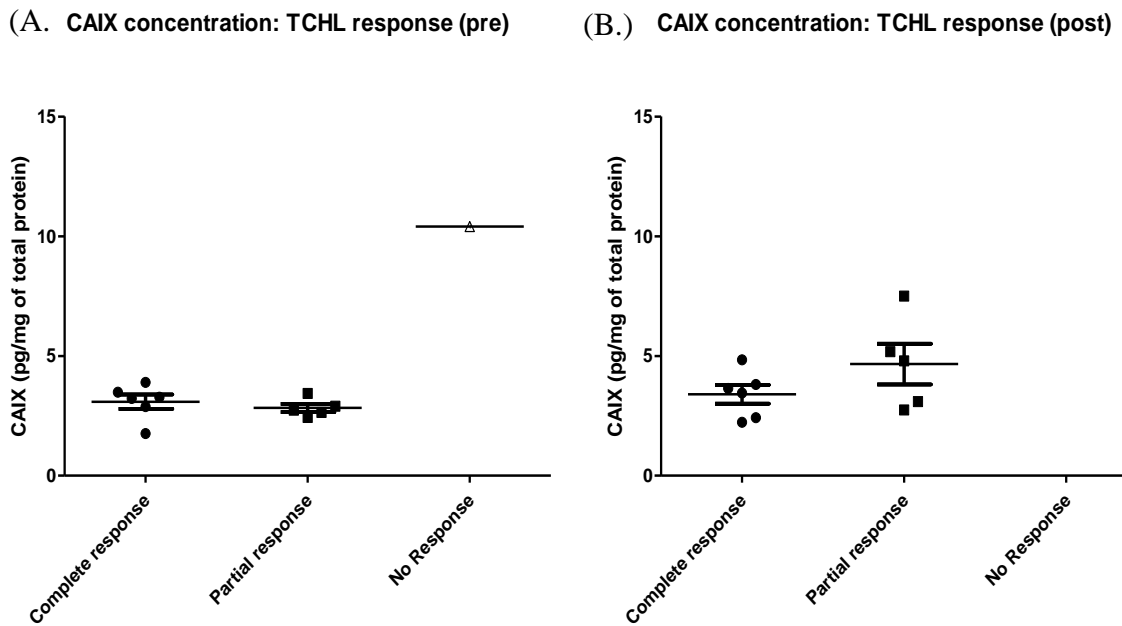 (A. CAIX concentration: TCHL response (pre)
15
10
5
0
CAIX (pg/mg of total protein)
Complete response
Partial response
No Response
(B.) CAIX concentration: TCHL response (post)
15
10
5
0
CAIX (pg/mg of total protein)
Complete response
Partial response
No Response